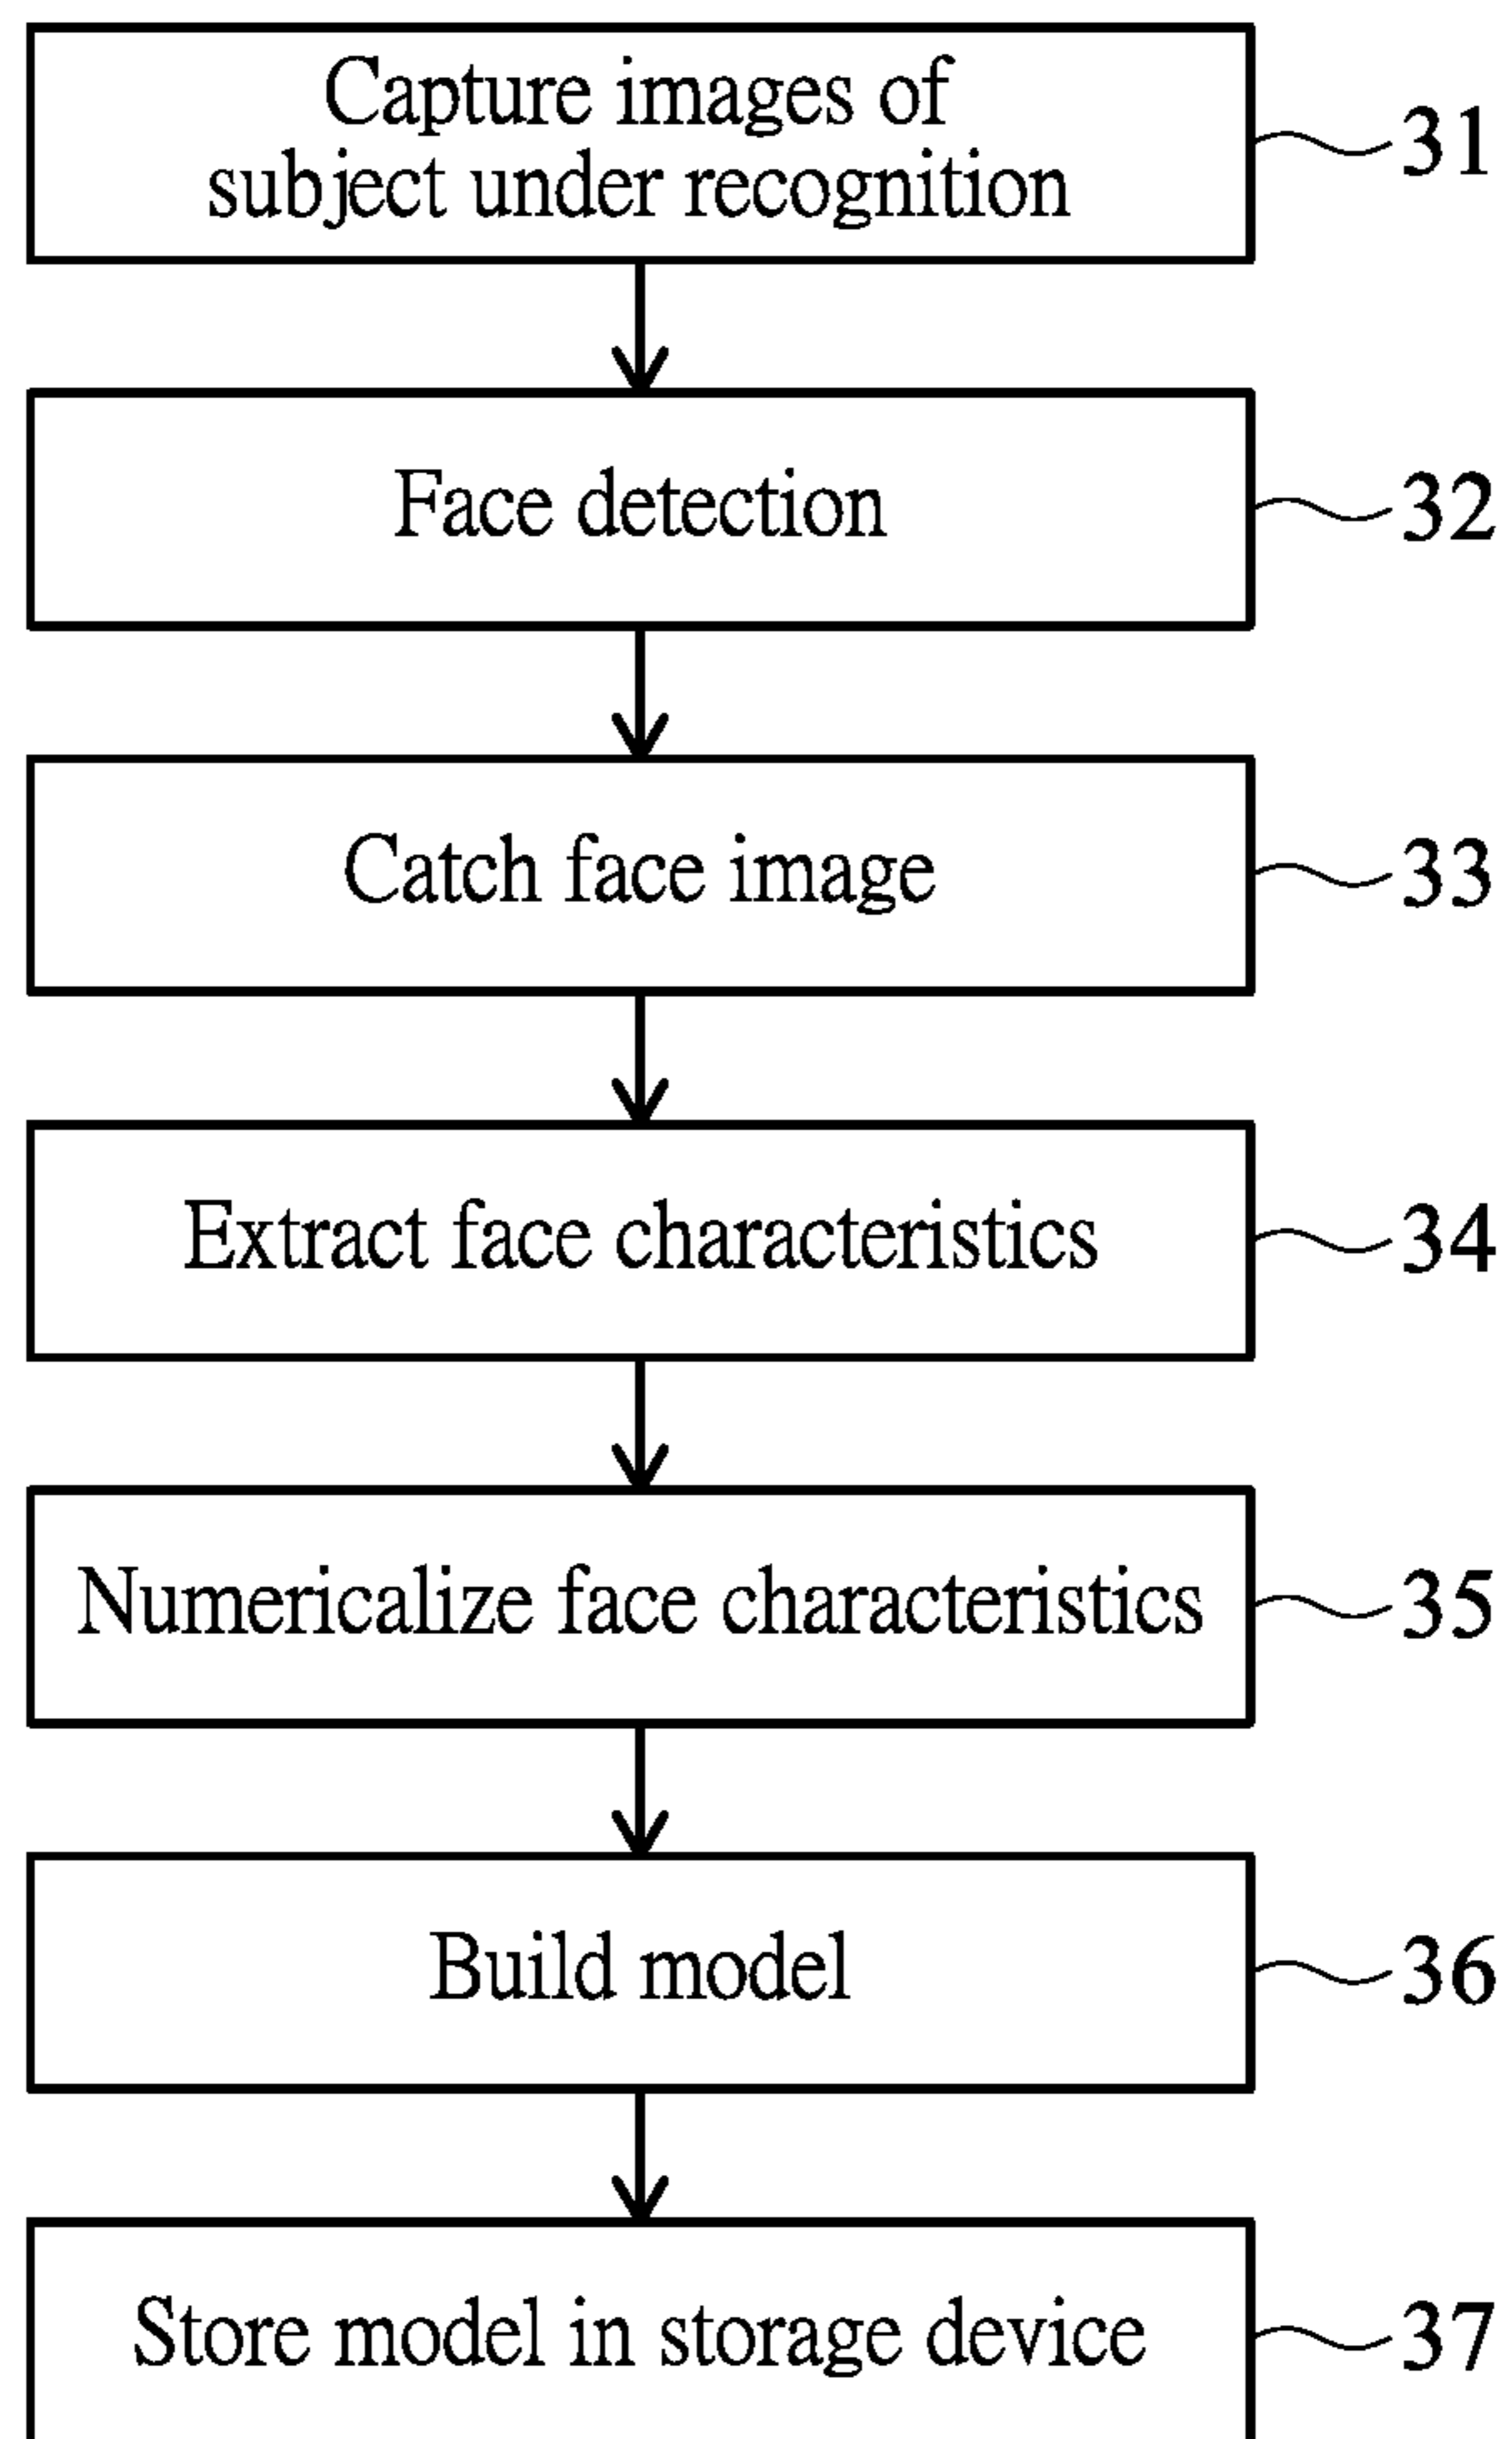 Capture images of
subject under recognition
31
Face detection
32
Catch face image
33
Extract face characteristics
34
Numericalize face characteristics
35
Build model
36
Store model in storage device
37